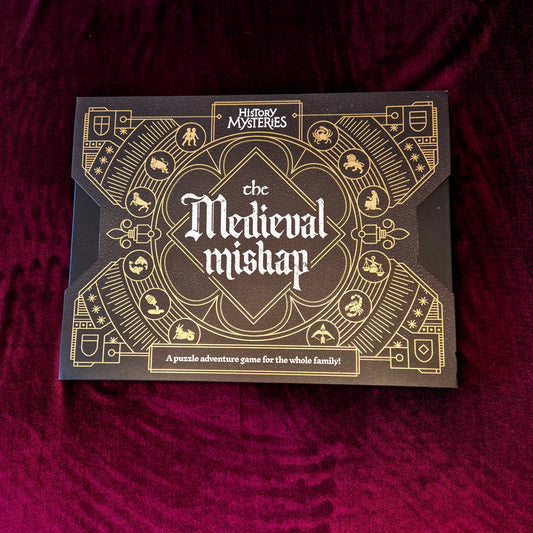 HISTORY
MYSTERIES
the
Medieval
mishap
A puzzle adventure game for the whole family!